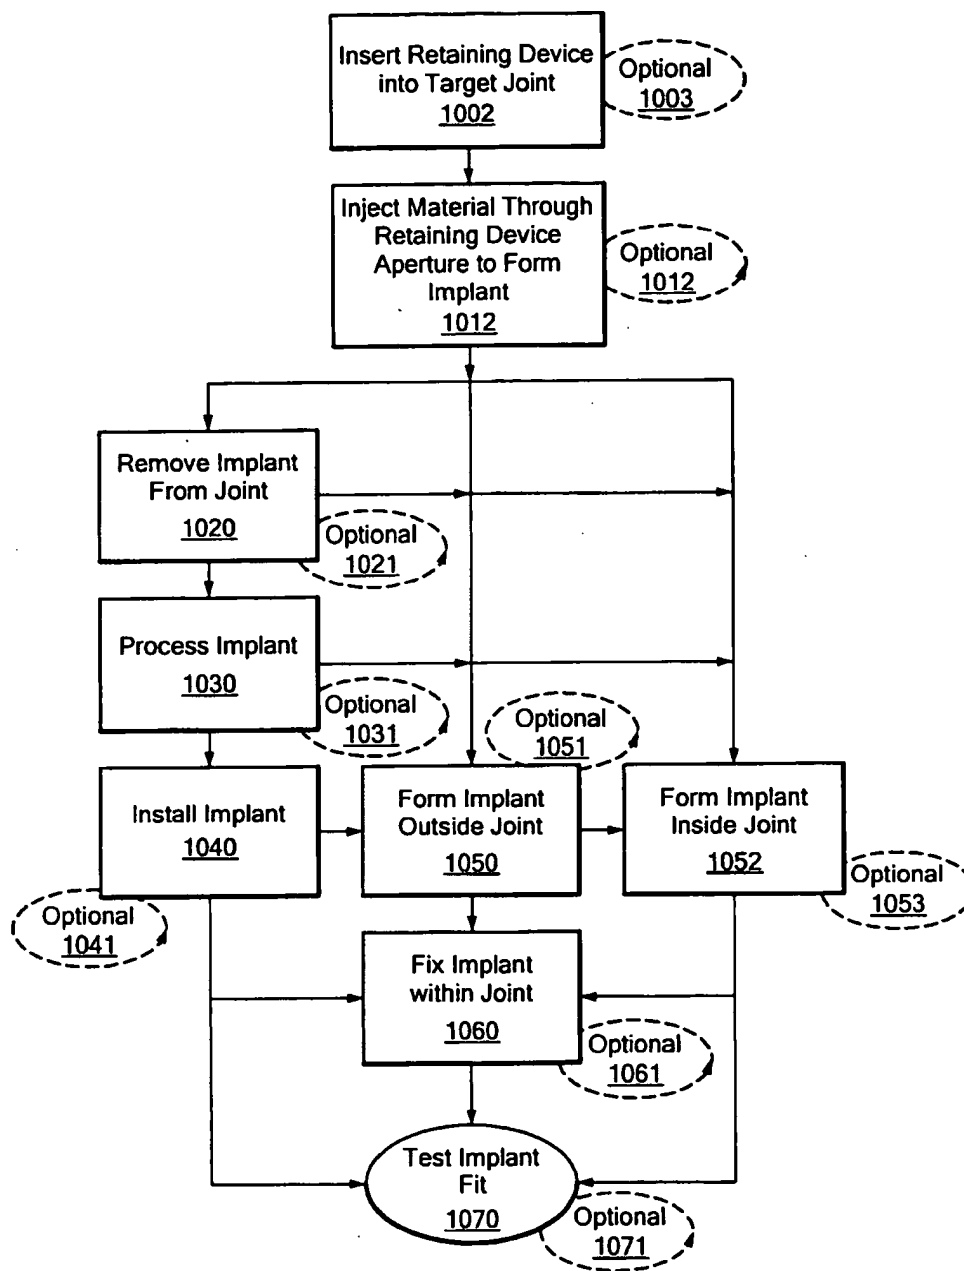 Insert Retaining Device
into Target Joint
1002
Optional
1003
Inject Material Through
Retaining Device
Aperture to Form
Implant
1012
Optional
1012
Remove Implant
From Joint
1020
Optional
1021
Process Implant
1030
Optional
1031
Optional
1051
Install Implant
1040
Optional
1041
Form Implant
Outside Joint
1050
Form Implant
Inside Joint
1052
Optional
1053
Fix Implant
within Joint
1060
Optional
1061
Test Implant
Fit
1070
Optional
1071